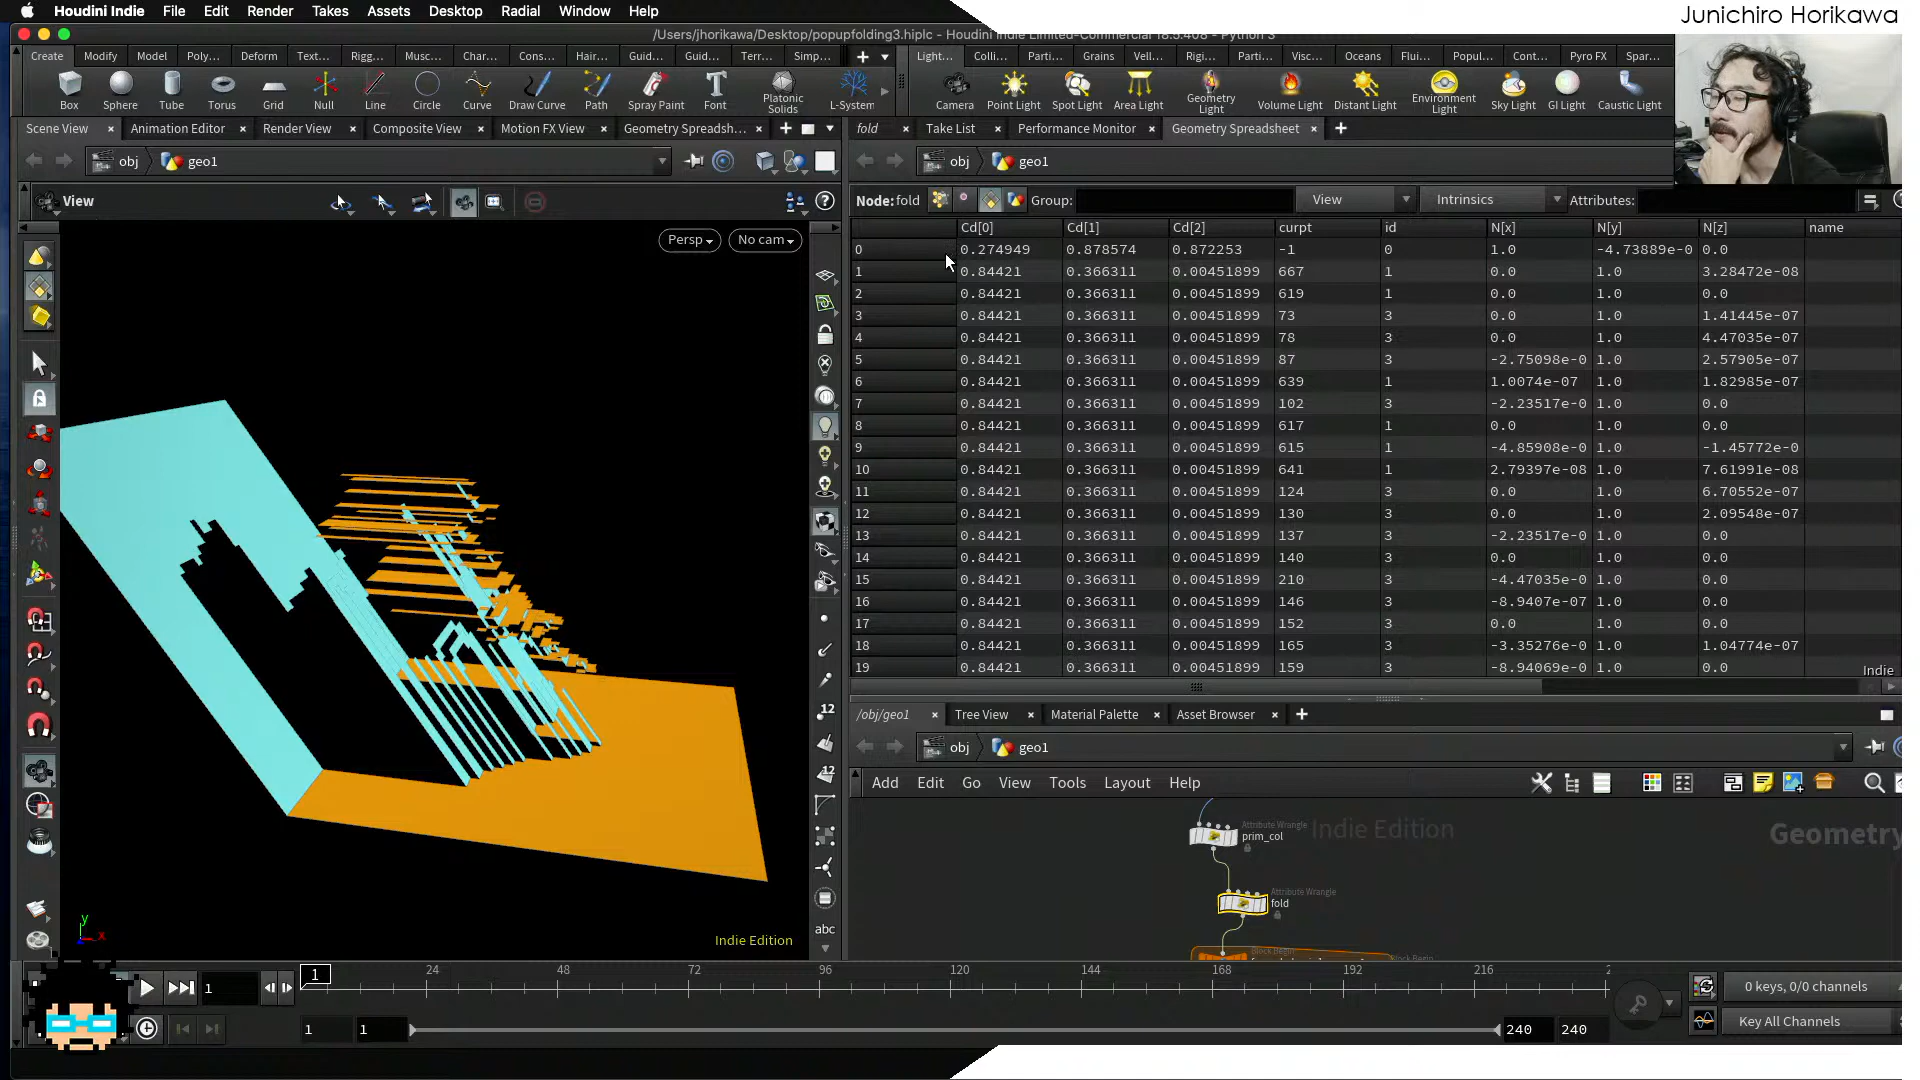 Houdini Indie File Edit Render Takes Assets Desktop Radial Window Help
Junichiro Horikawa
/Users/jhorikawa/Desktop/popupfolding3.hiplc - Houdini Indie Limited-Commercial 18.5.408 - Python 3
Create Modify Model Poly... Deform Text... Rigg... Musc... Char... Cons... Hair... Guid... Guid... Terr... Simp...
Light... Colli... Parti... Grains Vell... Rigi... Parti... Visc... Oceans Flui... Popul... Cont... Pyro FX Spar...
Box Sphere Tube Torus Grid Null Line Circle Curve Draw Curve Path Spray Paint Font Platonic Solids L-System
Camera Point Light Spot Light Area Light Geometry Light Volume Light Distant Light Environment Light Sky Light GI Light Caustic Light
Scene View Animation Editor Render View Composite View Motion FX View Geometry Spreadsh...
fold Take List Performance Monitor Geometry Spreadsheet
obj geo1
obj geo1
View
Node: fold Group: View Intrinsics Attributes:
Persp No cam
Cd[0] Cd[1] Cd[2] curpt id N[x] N[y] N[z] name
0 0.274949 0.878574 0.872253 -1 0 1.0 -4.73889e-0 0.0
1 0.84421 0.366311 0.00451899 667 1 0.0 1.0 3.28472e-08
2 0.84421 0.366311 0.00451899 619 1 0.0 1.0 0.0
3 0.84421 0.366311 0.00451899 73 3 0.0 1.0 1.41445e-07
4 0.84421 0.366311 0.00451899 78 3 0.0 1.0 4.47035e-07
5 0.84421 0.366311 0.00451899 87 3 -2.75098e-0 1.0 2.57905e-07
6 0.84421 0.366311 0.00451899 639 1 1.0074e-07 1.0 1.82985e-07
7 0.84421 0.366311 0.00451899 102 3 -2.23517e-0 1.0 0.0
8 0.84421 0.366311 0.00451899 617 1 0.0 1.0 0.0
9 0.84421 0.366311 0.00451899 615 1 -4.85908e-0 1.0 -1.45772e-0
10 0.84421 0.366311 0.00451899 641 1 2.79397e-08 1.0 7.61991e-08
11 0.84421 0.366311 0.00451899 124 3 0.0 1.0 6.70552e-07
12 0.84421 0.366311 0.00451899 130 3 0.0 1.0 2.09548e-07
13 0.84421 0.366311 0.00451899 137 3 -2.23517e-0 1.0 0.0
14 0.84421 0.366311 0.00451899 140 3 0.0 1.0 0.0
15 0.84421 0.366311 0.00451899 210 3 -4.47035e-0 1.0 0.0
16 0.84421 0.366311 0.00451899 146 3 -8.9407e-07 1.0 0.0
17 0.84421 0.366311 0.00451899 152 3 0.0 1.0 0.0
18 0.84421 0.366311 0.00451899 165 3 -3.35276e-0 1.0 1.04774e-07
19 0.84421 0.366311 0.00451899 159 3 -8.94069e-0 1.0 0.0
Indie
12
12
abc
y
x
Indie Edition
/obj/geo1 Tree View Material Palette Asset Browser
obj geo1
Add Edit Go View Tools Layout Help
Attribute Wrangle
prim_col
Indie Edition
Geometry
Attribute Wrangle
fold
Block Begin
Block Begin
1 1 24 48 72 96 120 144 168 192 216 2
0 keys, 0/0 channels
1 1 240 240
Key All Channels